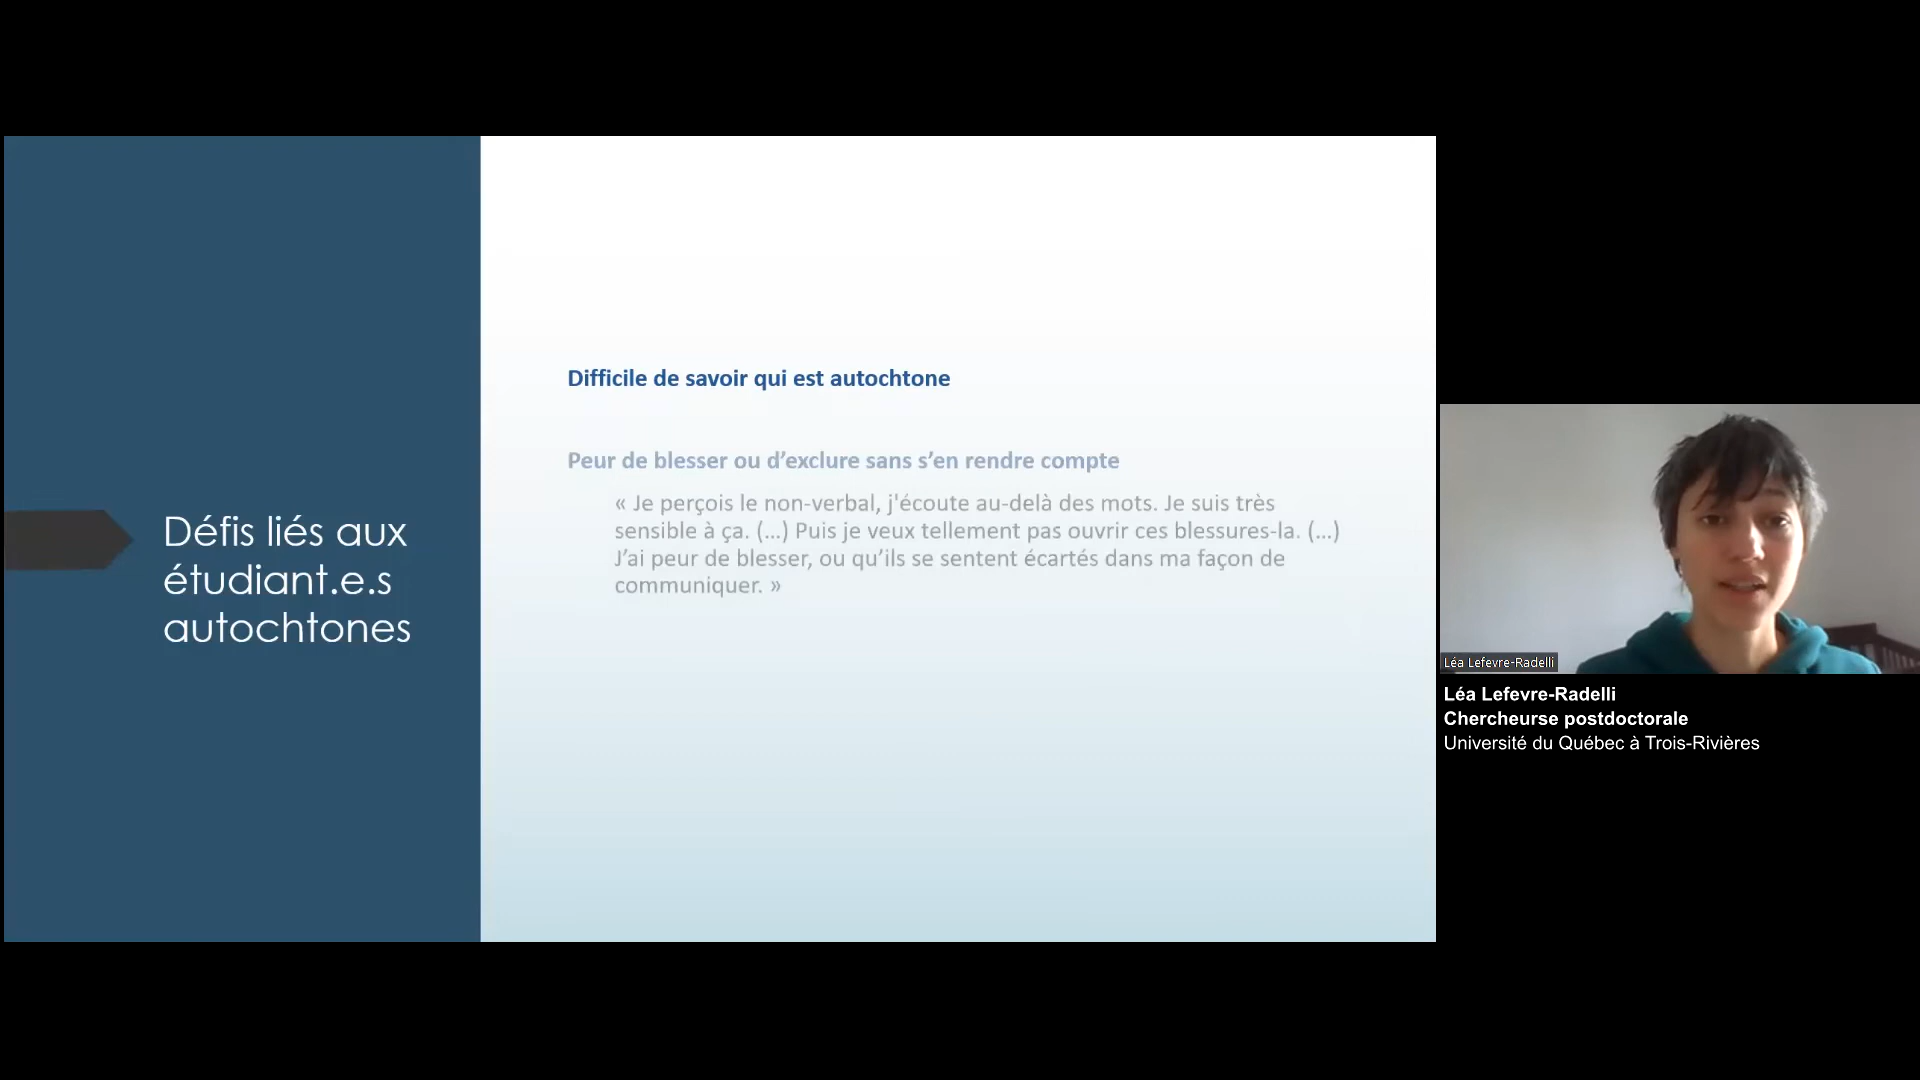 Défis liés aux
étudiant.e.s
autochtones
Difficile de savoir qui est autochtone
Peur de blesser ou d’exclure sans s’en rendre compte
« Je perçois le non-verbal, j'écoute au-delà des mots. Je suis très
sensible à ça. (…) Puis je veux tellement pas ouvrir ces blessures-la. (…)
J’ai peur de blesser, ou qu’ils se sentent écartés dans ma façon de
communiquer. »
Léa Lefevre-Radelli
Léa Lefevre-Radelli
Chercheurse postdoctorale
Université du Québec à Trois-Rivières